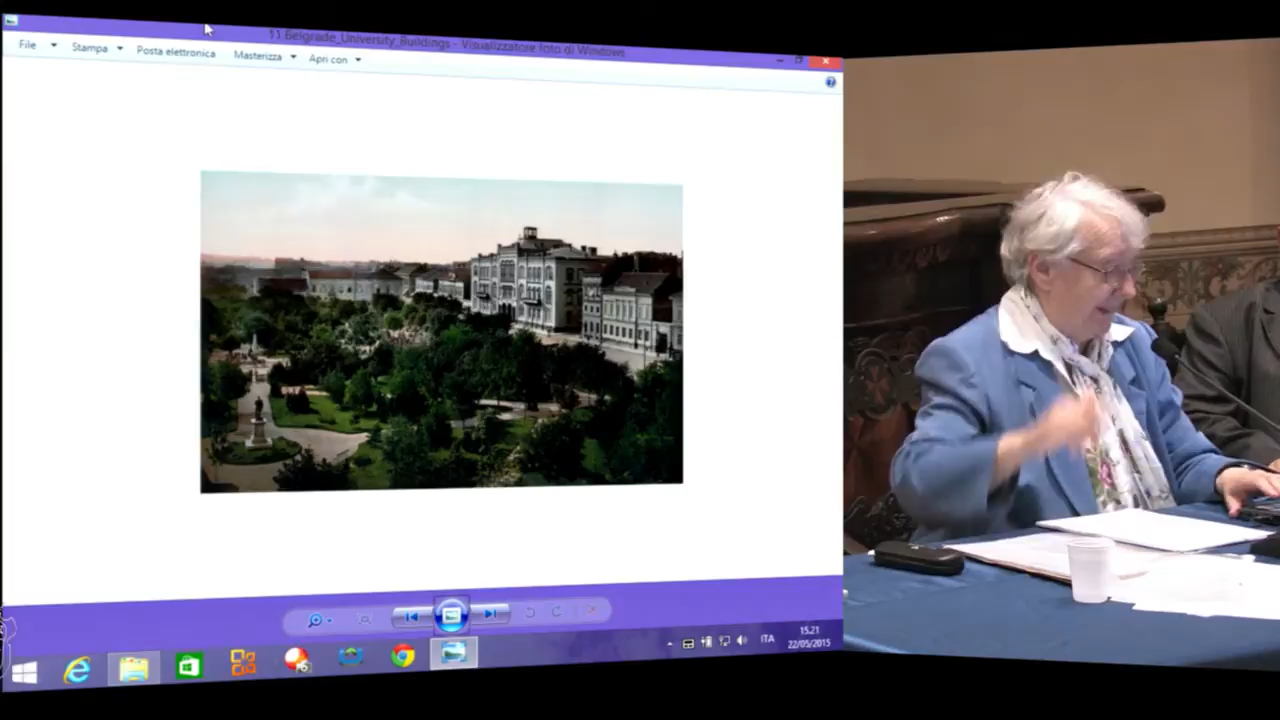 11 Belgrade_University_Buildings - Visualizzatore foto di Windows
File Stampa Posta elettronica Masterizza Apri con
ITA
15.21
22/05/2015